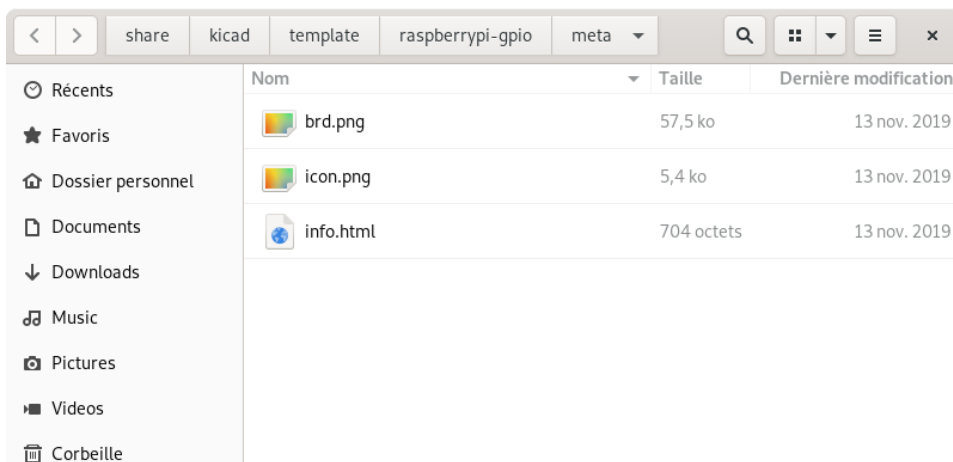 share kicad template raspberrypi-gpio meta
Récents
Favoris
Dossier personnel
Documents
Downloads
Music
Pictures
Videos
Corbeille
Nom Taille Dernière modification
brd.png 57,5 ko 13 nov. 2019
icon.png 5,4 ko 13 nov. 2019
info.html 704 octets 13 nov. 2019